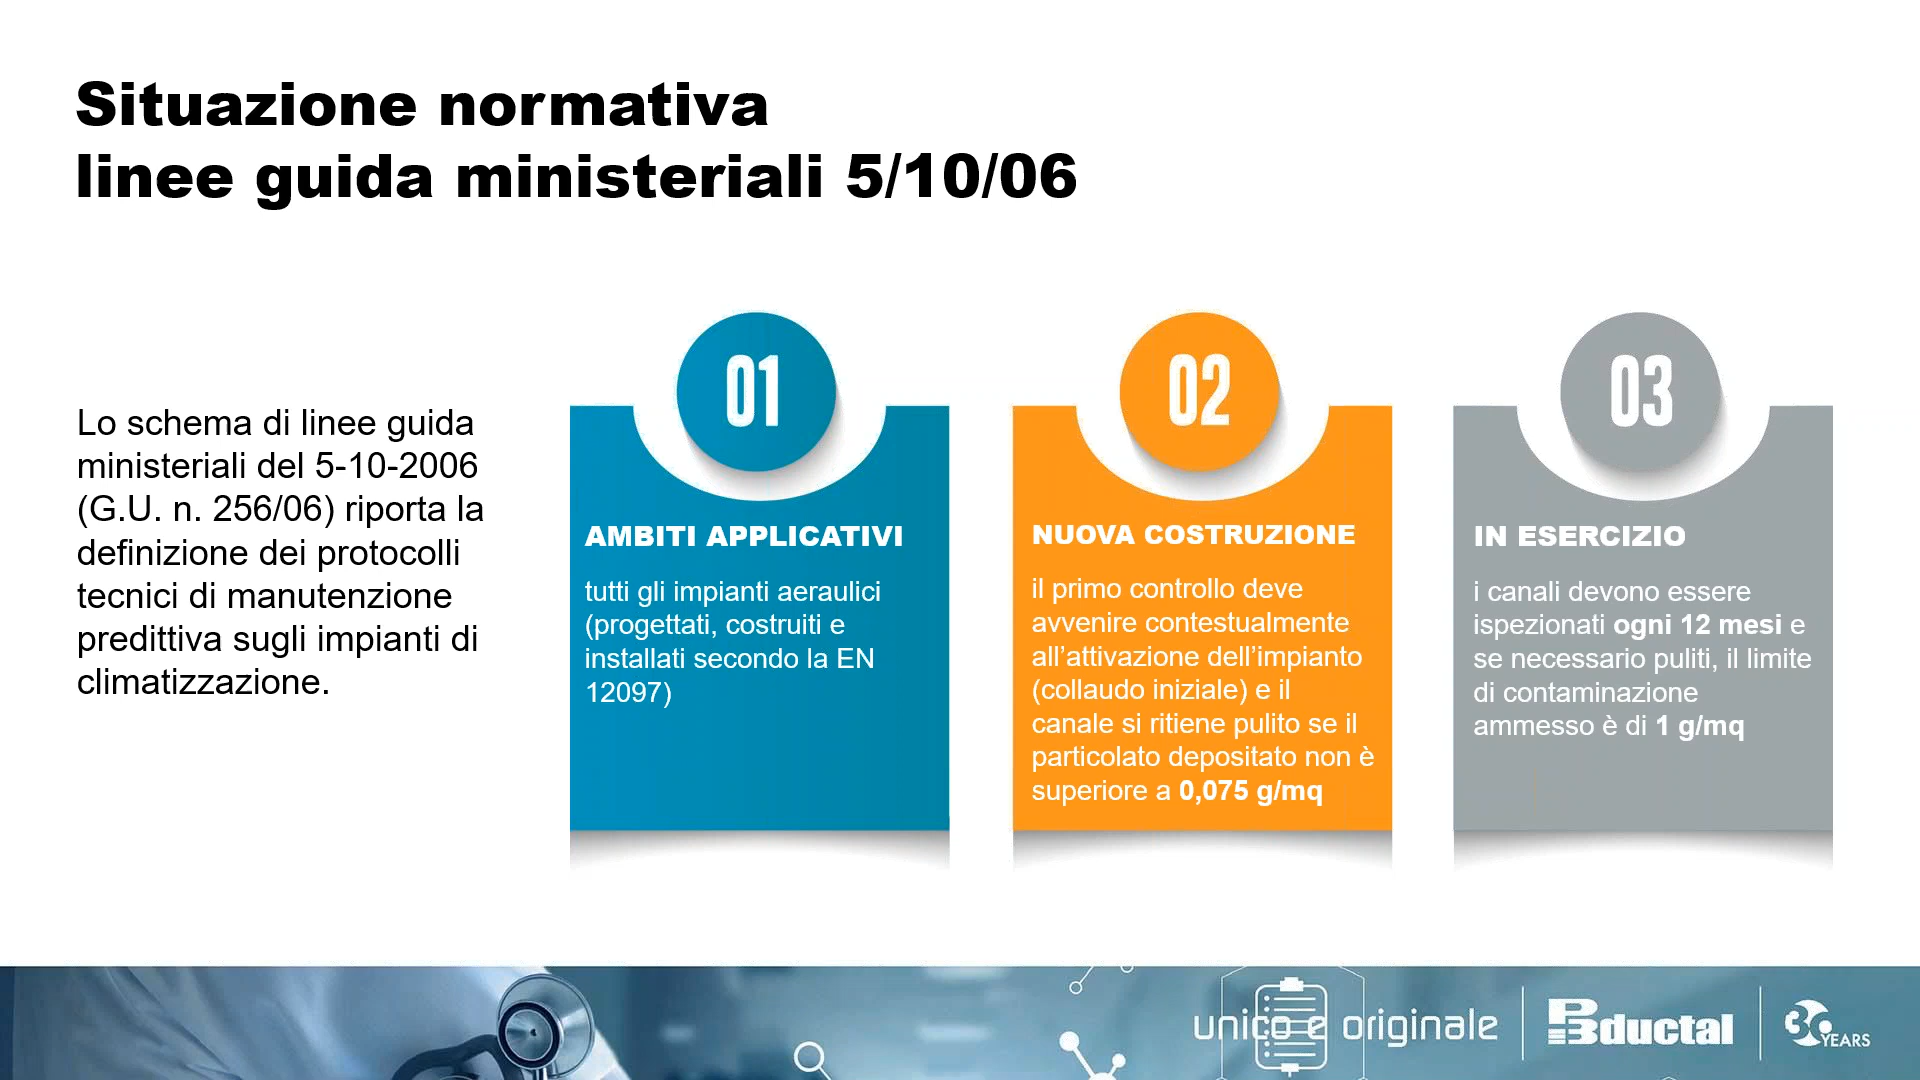 Situazione normativa
linee guida ministeriali 5/10/06
Lo schema di linee guida
ministeriali del 5-10-2006
(G.U. n. 256/06) riporta la
definizione dei protocolli
tecnici di manutenzione
predittiva sugli impianti di
climatizzazione.
01
AMBITI APPLICATIVI
tutti gli impianti aeraulici
(progettati, costruiti e
installati secondo la EN
12097)
02
NUOVA COSTRUZIONE
il primo controllo deve
avvenire contestualmente
all’attivazione dell’impianto
(collaudo iniziale) e il
canale si ritiene pulito se il
particolato depositato non è
superiore a 0,075 g/mq
03
IN ESERCIZIO
i canali devono essere
ispezionati ogni 12 mesi e
se necessario puliti, il limite
di contaminazione
ammesso è di 1 g/mq
unico e originale
P3ductal
30 YEARS